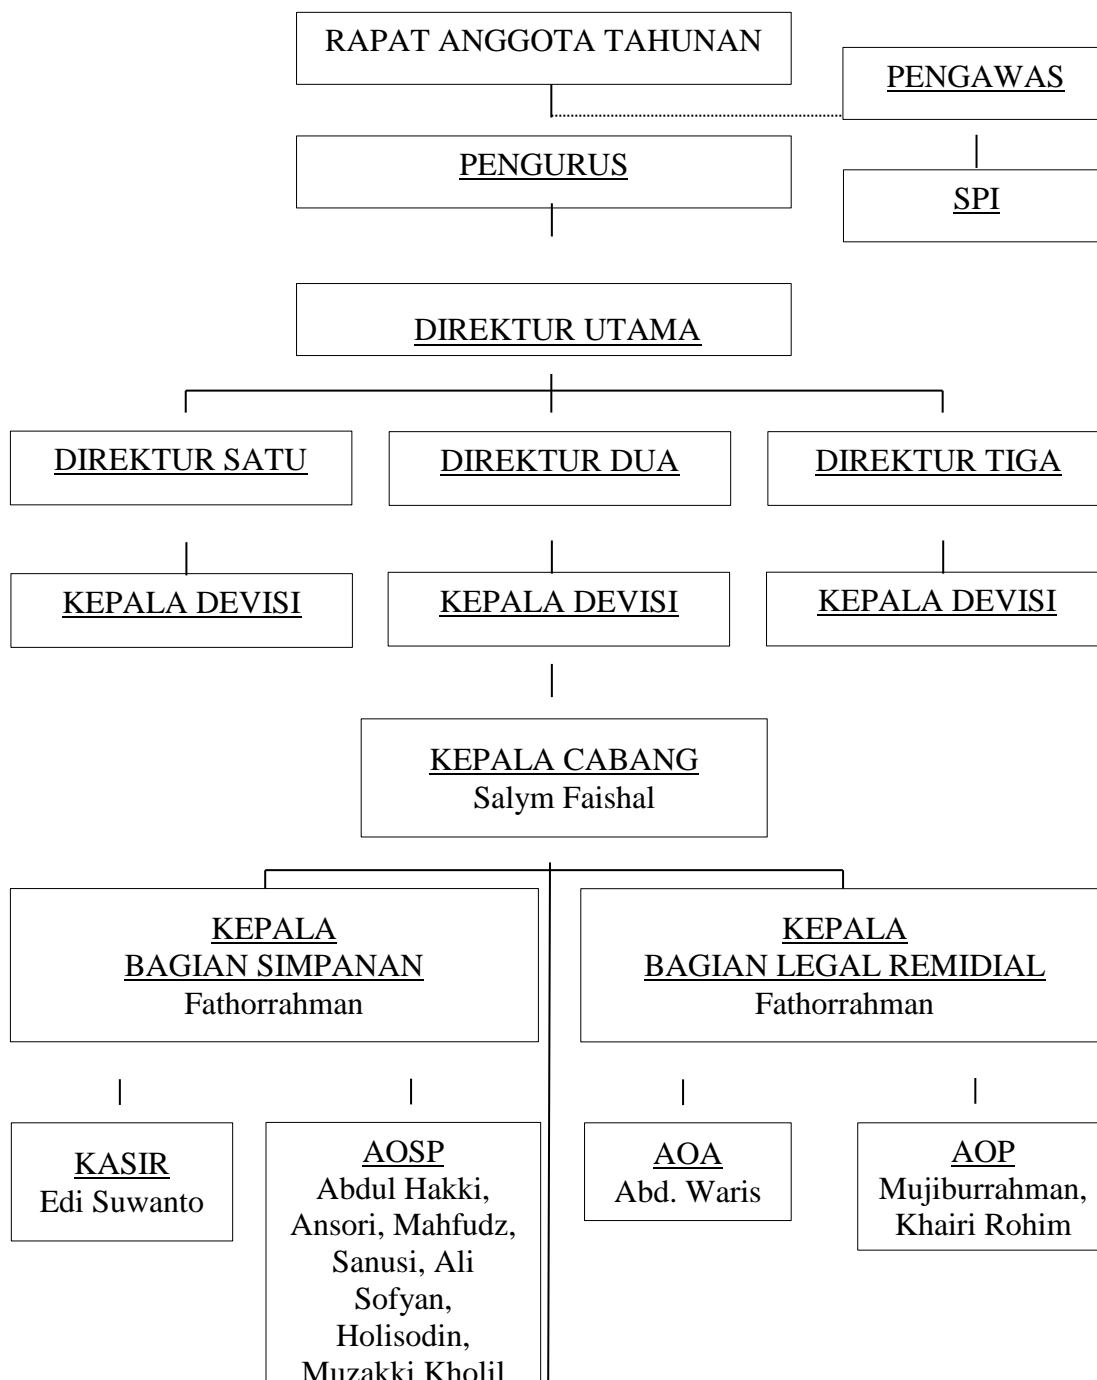 RAPAT ANGGOTA TAHUNAN
PENGAWAS
PENGURUS
SPI
DIREKTUR UTAMA
DIREKTUR SATU
DIREKTUR DUA
DIREKTUR TIGA
KEPALA DEVISI
KEPALA DEVISI
KEPALA DEVISI
KEPALA CABANG
Salym Faishal
KEPALA
BAGIAN SIMPANAN
Fathorrahman
KEPALA
BAGIAN LEGAL REMIDIAL
Fathorrahman
KASIR
Edi Suwanto
AOSP
Abdul Hakki,
Ansori, Mahfudz,
Sanusi, Ali
Sofyan,
Holisodin,
Muzakki Kholil
AOA
Abd. Waris
AOP
Mujiburrahman,
Khairi Rohim